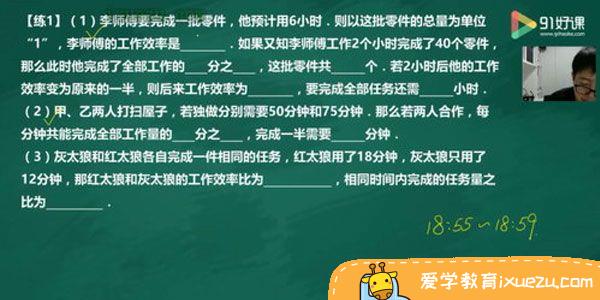 【练1】（1）李师傅要完成一批零件，他预计用6小时．则以这批零件的总量为单位
“1”，李师傅的工作效率是________．如果又知李师傅工作2个小时完成了40个零件，
那么此时他完成了全部工作的____分之____，这批零件共______个．若2小时后他的工作
效率变为原来的一半，则后来工作效率为________，要完成全部任务还需_____小时．
（2）甲、乙两人打扫屋子，若独做分别需要50分钟和75分钟．那么若两人合作，每
分钟共能完成全部工作量的____分之____，完成一半需要_____分钟．
（3）灰太狼和红太狼各自完成一件相同的任务，红太狼用了18分钟，灰太狼只用了
12分钟，那红太狼和灰太狼的工作效率比为__________，相同时间内完成的任务量之
比为________．
18:55~18:59
91好课
www.91haoke.com
爱学教育ixuezu.com